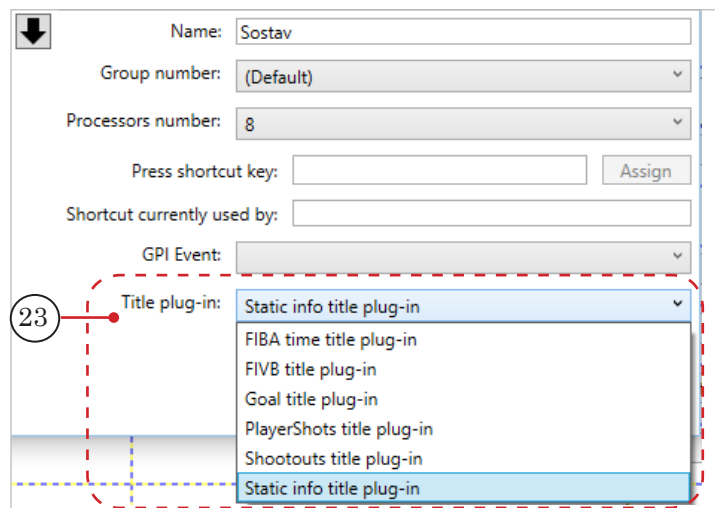 Name: Sostav
Group number: (Default)
Processors number: 8
Press shortcut key: Assign
Shortcut currently used by:
GPI Event:
23 Title plug-in: Static info title plug-in
FIBA time title plug-in
FIVB title plug-in
Goal title plug-in
PlayerShots title plug-in
Shootouts title plug-in
Static info title plug-in